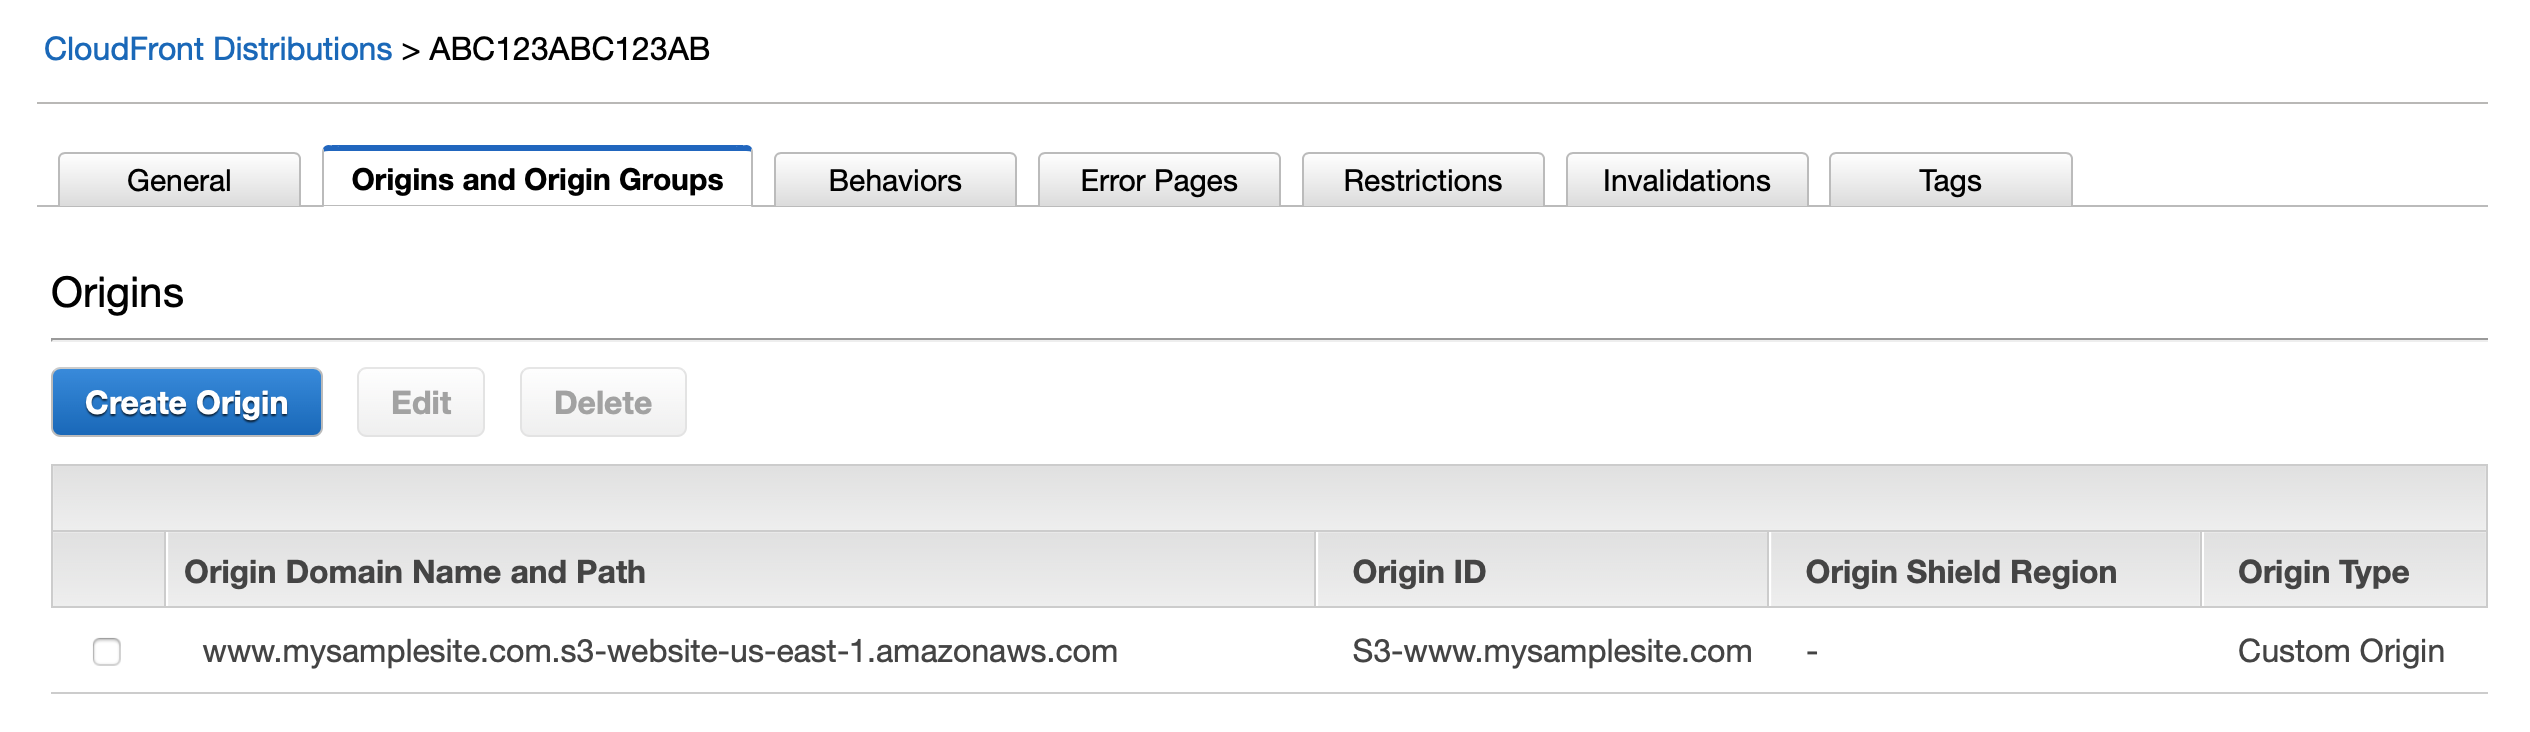 CloudFront Distributions > ABC123ABC123AB
General Origins and Origin Groups Behaviors Error Pages Restrictions Invalidations Tags
Origins
Create Origin Edit Delete
Origin Domain Name and Path Origin ID Origin Shield Region Origin Type
www.mysamplesite.com.s3-website-us-east-1.amazonaws.com S3-www.mysamplesite.com - Custom Origin